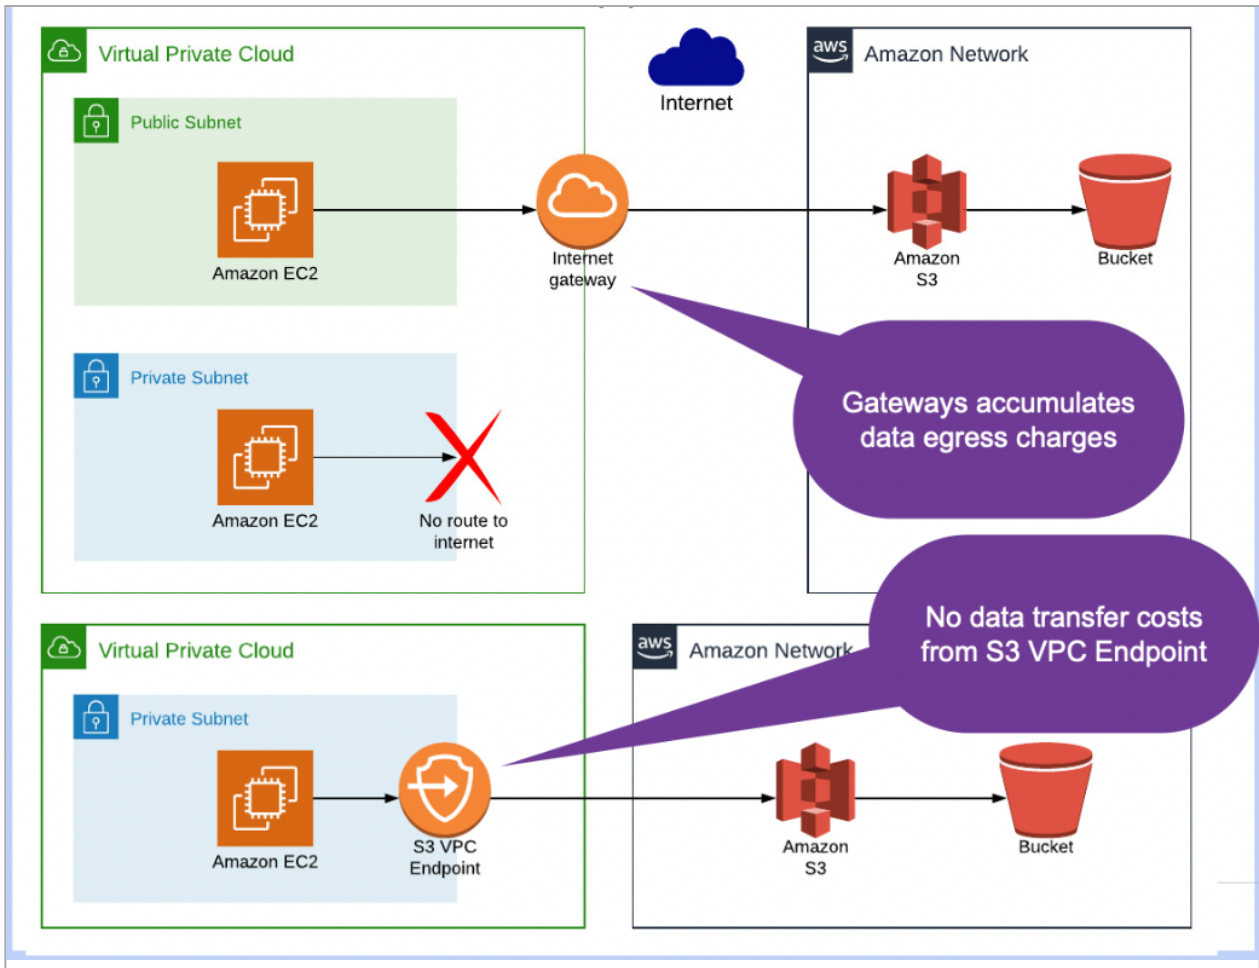 Virtual Private Cloud
Internet
aws
Amazon Network
Public Subnet
Amazon EC2
Internet
gateway
Amazon
S3
Bucket
Gateways accumulates
data egress charges
Private Subnet
Amazon EC2
No route to
internet
Virtual Private Cloud
aws
Amazon Network
No data transfer costs
from S3 VPC Endpoint
Private Subnet
Amazon EC2
S3 VPC
Endpoint
Amazon
S3
Bucket